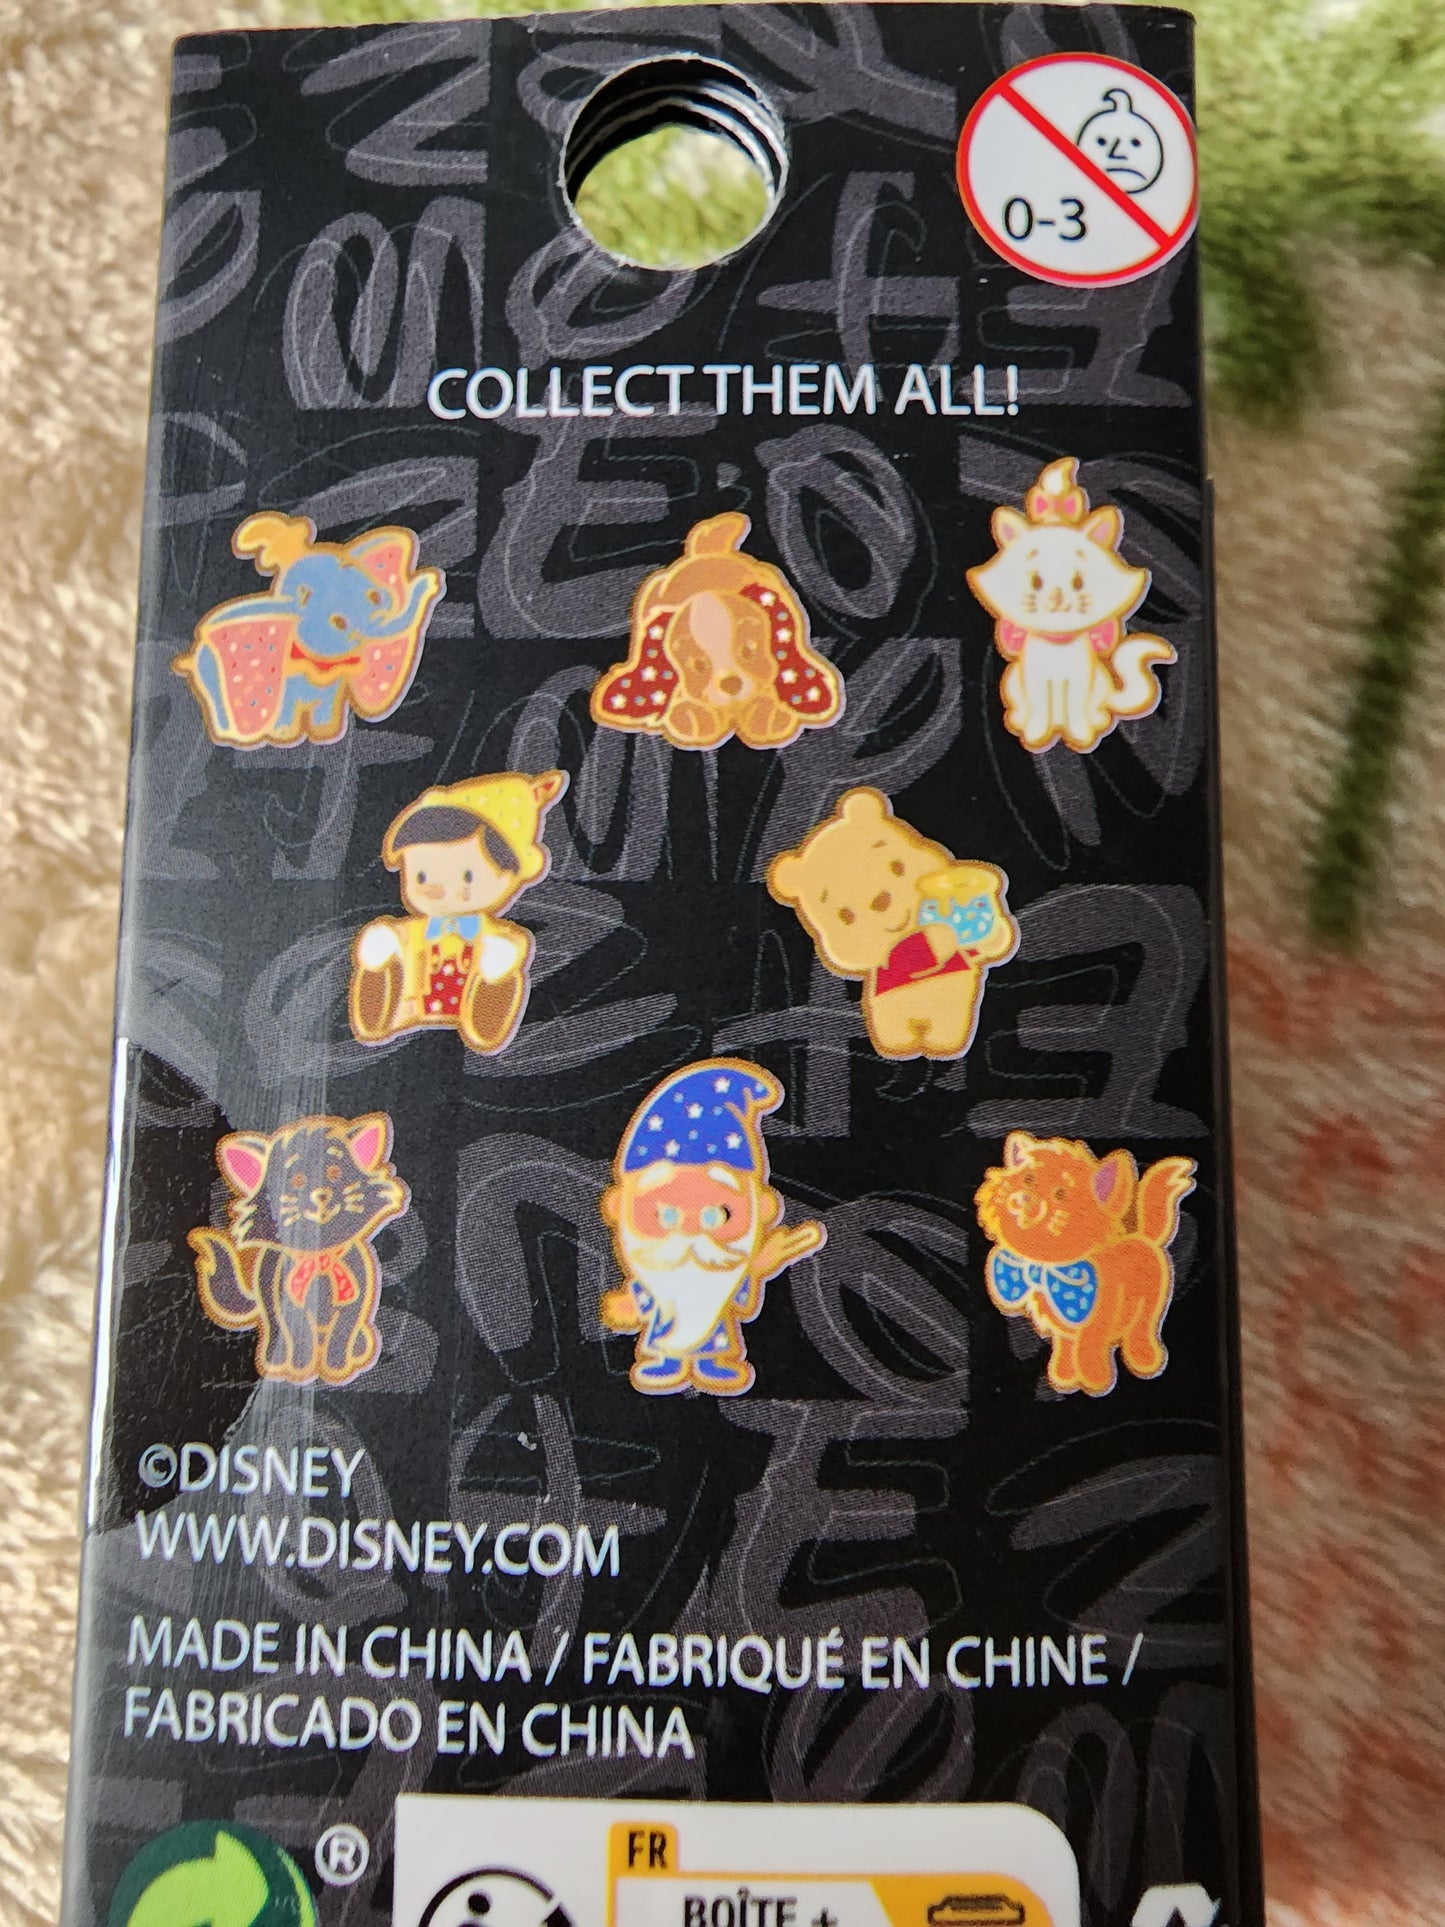 0-3
COLLECT THEM ALL!
©DISNEY
WWW.DISNEY.COM
MADE IN CHINA / FABRIQUÉ EN CHINE /
FABRICADO EN CHINA
®
FR
BOÎTE +